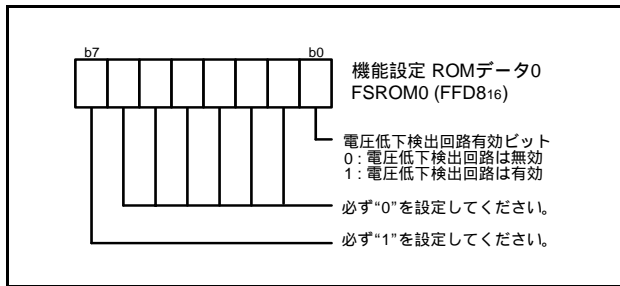 b7 b0
機能設定 ROMデータ0
FSROM0 (FFD816)
電圧低下検出回路有効ビット
0 : 電圧低下検出回路は無効
1 : 電圧低下検出回路は有効
必ず“0”を設定してください。
必ず“1”を設定してください。